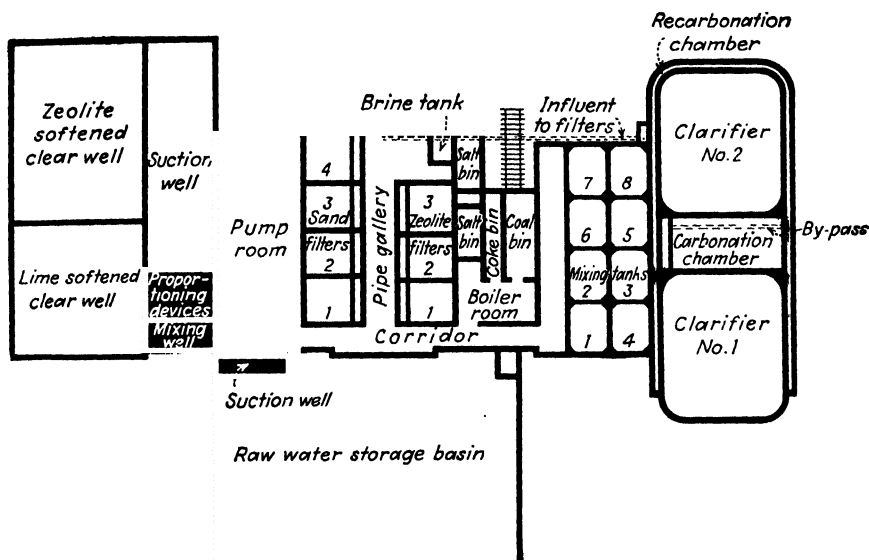 Recarbonation
chamber
Zeolite
softened
clear well
Suction
well
Brine tank
Influent
to filters
Clarifier
No.2
4
Salt
bin
7
8
3
Sand
filters
2
1
Pump
room
Pipe gallery
3
Zeolite
filters
2
1
Salt
bin
Coke bin
Coal
bin
6
5
By-pass
Carbonation
chamber
Lime softened
clear well
Propor-
tioning
devices
Mixing
well
Boiler
room
Mixing tanks
2
3
1
4
Corridor
Clarifier
No.1
Suction well
Raw water storage basin